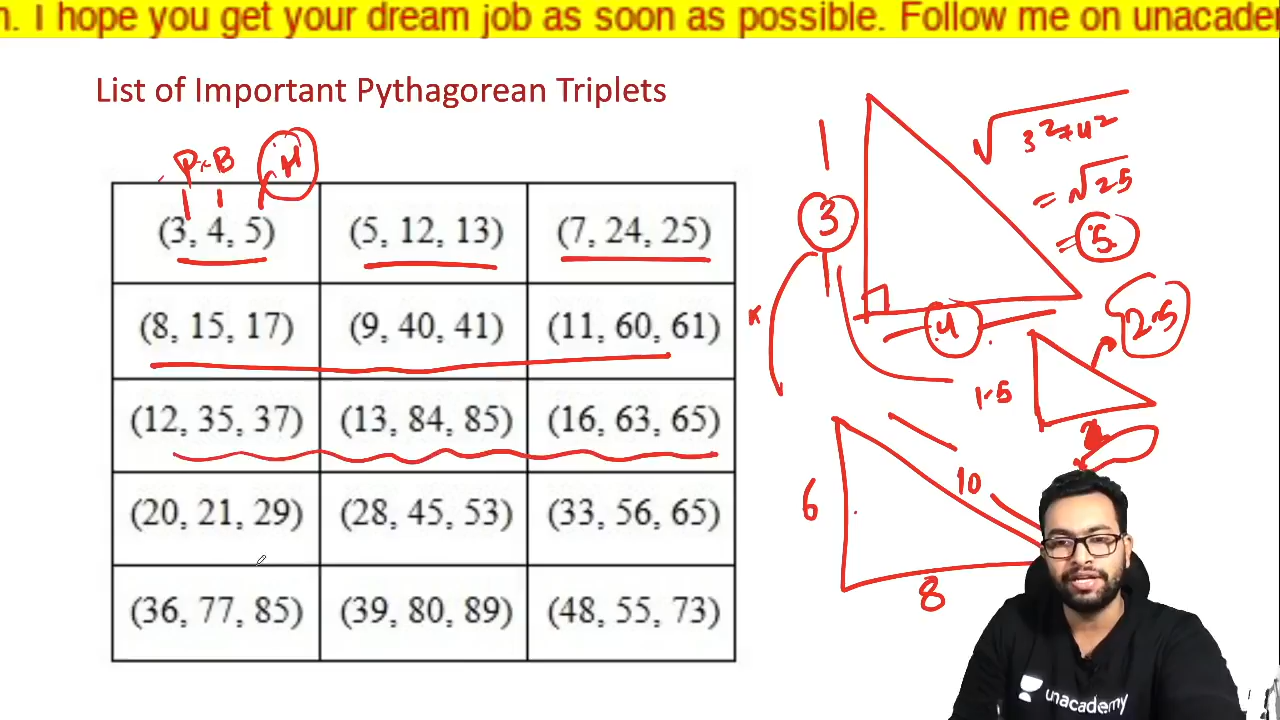 n. I hope you get your dream job as soon as possible. Follow me on unacader
List of Important Pythagorean Triplets
P B H
(3, 4, 5) (5, 12, 13) (7, 24, 25)
(8, 15, 17) (9, 40, 41) (11, 60, 61)
(12, 35, 37) (13, 84, 85) (16, 63, 65)
(20, 21, 29) (28, 45, 53) (33, 56, 65)
(36, 77, 85) (39, 80, 89) (48, 55, 73)
√3²+4²
= √25
= 5
3
4
2.5
1.5
6
10
8
unacademy